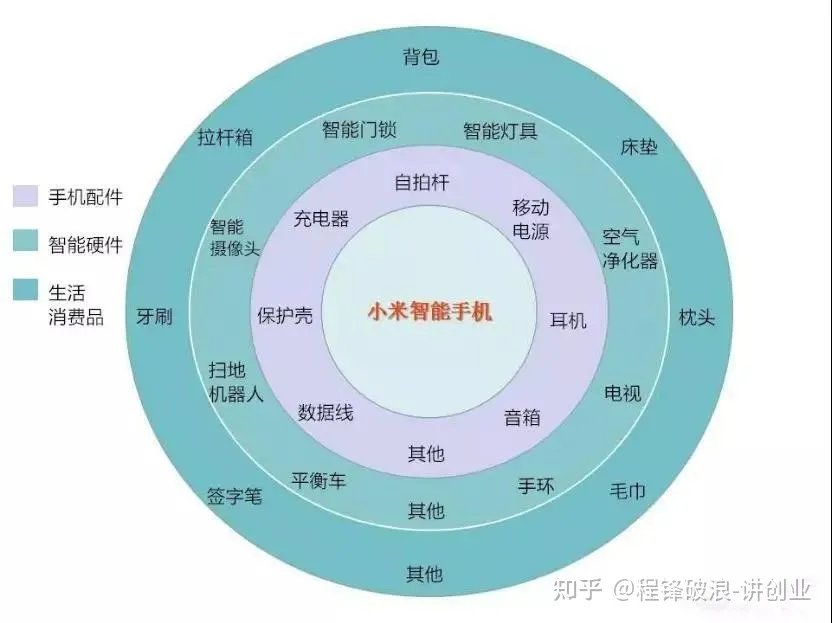 背包
智能门锁
智能灯具
拉杆箱
床垫
自拍杆
手机配件
充电器
移动
电源
智能
摄像头
空气
净化器
智能硬件
生活
消费品
牙刷
保护壳
小米智能手机
耳机
枕头
扫地
机器人
电视
数据线
音箱
其他
平衡车
手环
签字笔
毛巾
其他
其他
知乎 @程锋破浪-讲创业